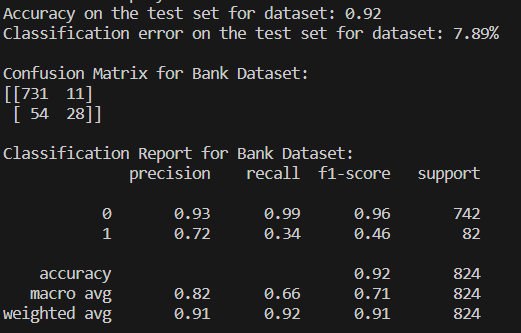 Accuracy on the test set for dataset: 0.92
Classification error on the test set for dataset: 7.89%
Confusion Matrix for Bank Dataset:
[[731 11]
[ 54 28]]
Classification Report for Bank Dataset:
precision recall f1-score support
0 0.93 0.99 0.96 742
1 0.72 0.34 0.46 82
accuracy 0.92 824
macro avg 0.82 0.66 0.71 824
weighted avg 0.91 0.92 0.91 824